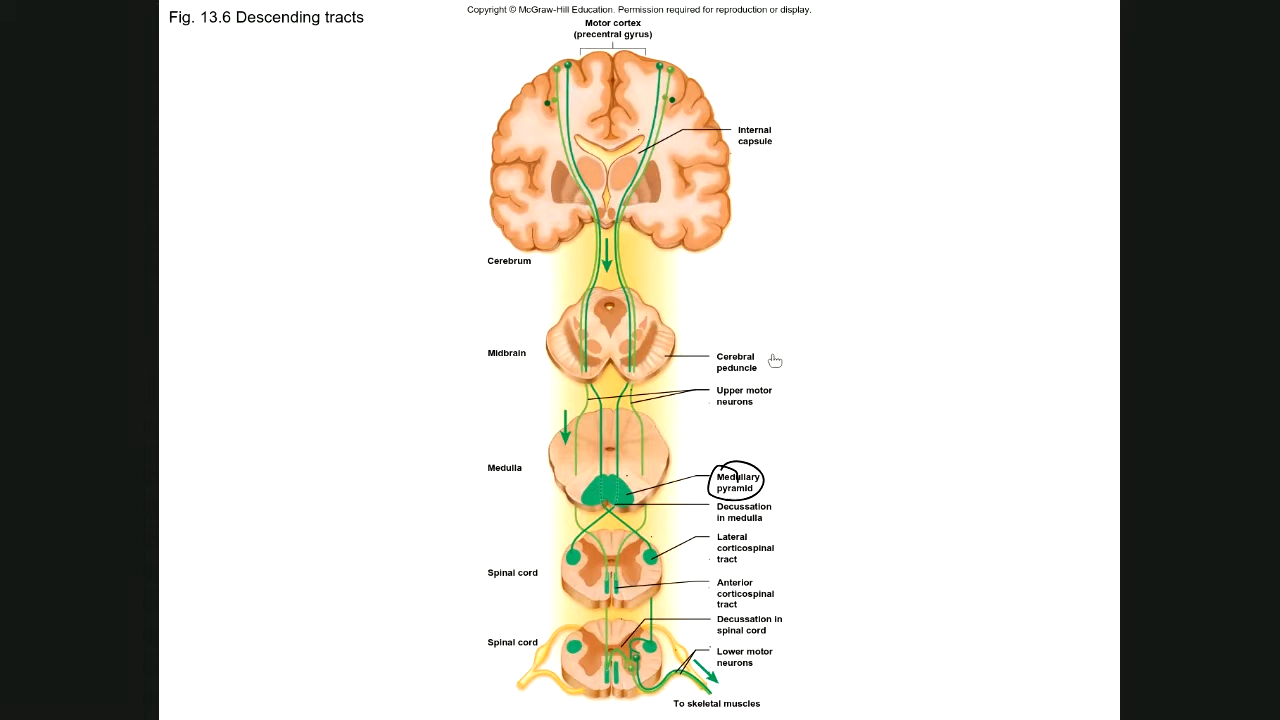 Fig. 13.6 Descending tracts
Copyright © McGraw-Hill Education. Permission required for reproduction or display.
Motor cortex
(precentral gyrus)
Internal
capsule
Cerebrum
Midbrain
Cerebral
peduncle
Upper motor
neurons
Medulla
Medullary
pyramid
Decussation
in medulla
Lateral
corticospinal
tract
Spinal cord
Anterior
corticospinal
tract
Decussation in
spinal cord
Spinal cord
Lower motor
neurons
To skeletal muscles